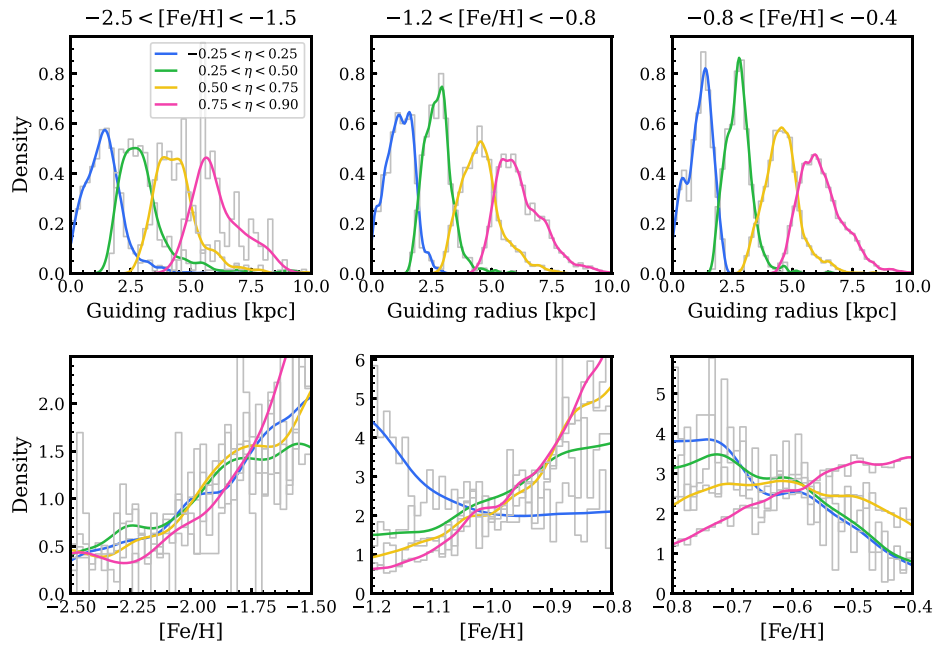 −2.5 < [Fe/H] < −1.5
−1.2 < [Fe/H] < −0.8
−0.8 < [Fe/H] < −0.4
−0.25 < η < 0.25
0.25 < η < 0.50
0.50 < η < 0.75
0.75 < η < 0.90
Density
0.8
0.6
0.4
0.2
0.0
0.0 2.5 5.0 7.5 10.0
Guiding radius [kpc]
0.8
0.6
0.4
0.2
0.0
0.0 2.5 5.0 7.5 10.0
Guiding radius [kpc]
0.8
0.6
0.4
0.2
0.0
0.0 2.5 5.0 7.5 10.0
Guiding radius [kpc]
Density
2.0
1.5
1.0
0.5
0.0
−2.50 −2.25 −2.00 −1.75 −1.50
[Fe/H]
6
5
4
3
2
1
0
−1.2 −1.1 −1.0 −0.9 −0.8
[Fe/H]
5
4
3
2
1
0
−0.8 −0.7 −0.6 −0.5 −0.4
[Fe/H]